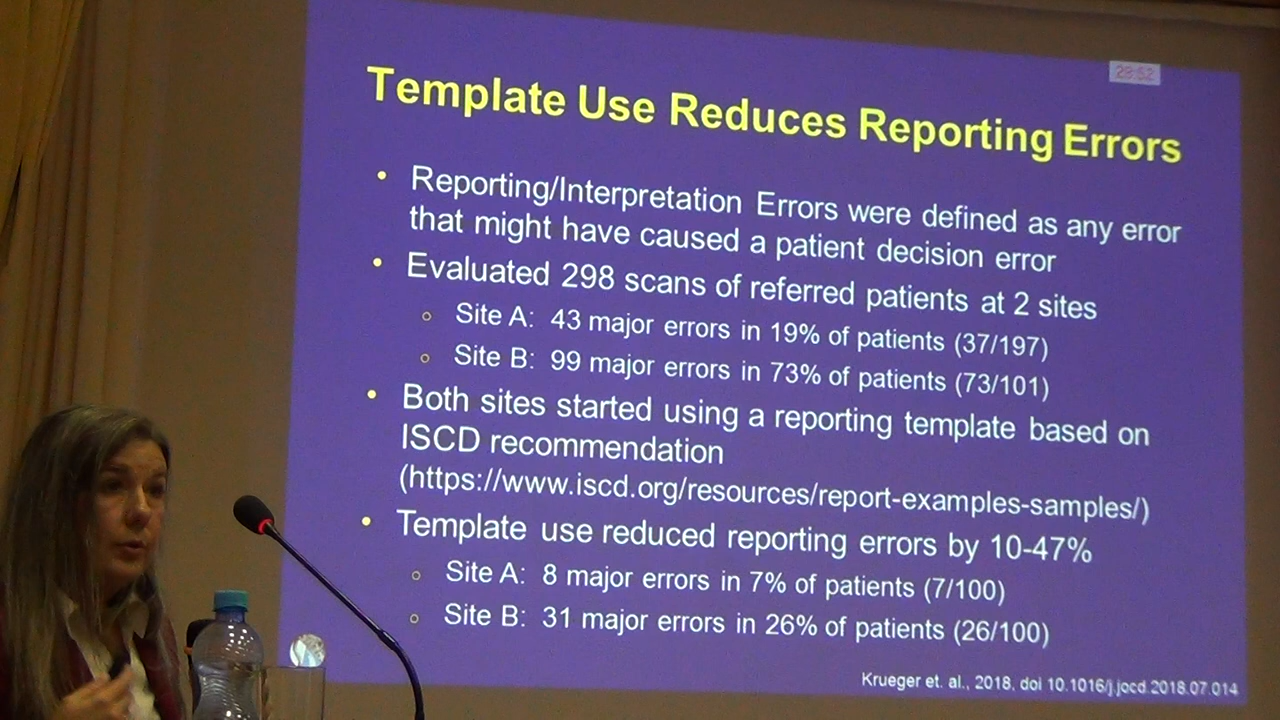 28:52
Template Use Reduces Reporting Errors
• Reporting/Interpretation Errors were defined as any error
that might have caused a patient decision error
• Evaluated 298 scans of referred patients at 2 sites
○ Site A: 43 major errors in 19% of patients (37/197)
○ Site B: 99 major errors in 73% of patients (73/101)
• Both sites started using a reporting template based on
ISCD recommendation
(https://www.iscd.org/resources/report-examples-samples/)
• Template use reduced reporting errors by 10-47%
○ Site A: 8 major errors in 7% of patients (7/100)
○ Site B: 31 major errors in 26% of patients (26/100)
Krueger et. al., 2018, doi 10.1016/j.jocd.2018.07.014